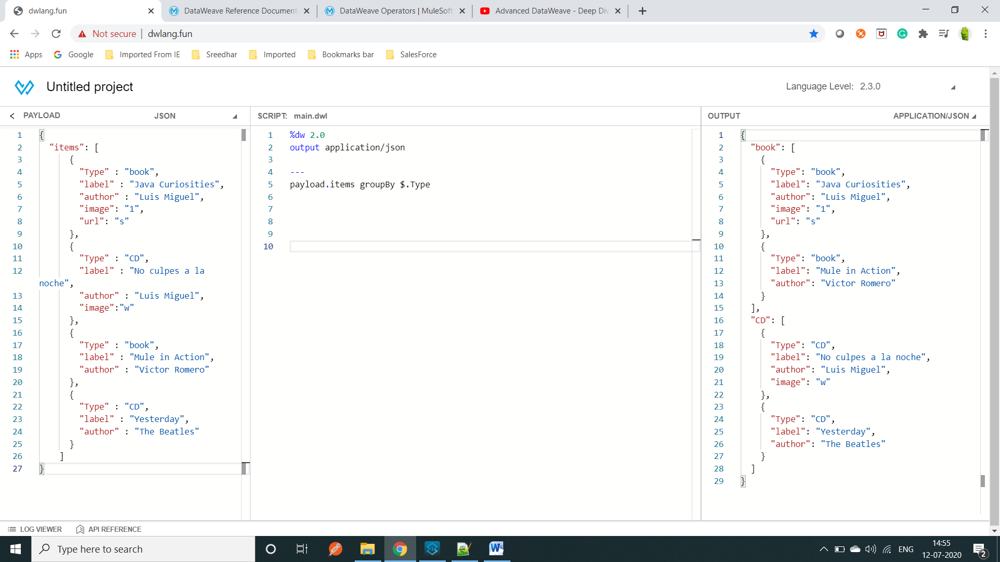 dwlang.fun
DataWeave Reference Document
DataWeave Operators | MuleSoft
Advanced DataWeave - Deep Div
Not secure
dwlang.fun
Apps
Google
Imported From IE
Sreedhar
Imported
Bookmarks bar
SalesForce
Untitled project
Language Level: 2.3.0
PAYLOAD
JSON
1 {
2 "items": [
3 {
4 "Type" : "book",
5 "label" : "Java Curiosities",
6 "author" : "Luis Miguel",
7 "image": "1",
8 "url": "s"
9 },
10 {
11 "Type" : "CD",
12 "label" : "No culpes a la
noche",
13 "author" : "Luis Miguel",
14 "image":"w"
15 },
16 {
17 "Type" : "book",
18 "label" : "Mule in Action",
19 "author" : "Victor Romero"
20 },
21 {
22 "Type" : "CD",
23 "label" : "Yesterday",
24 "author" : "The Beatles"
25 }
26 ]
27 }
SCRIPT: main.dwl
1 %dw 2.0
2 output application/json
3
4 ---
5 payload.items groupBy $.Type
6
7
8
9
10
OUTPUT
APPLICATION/JSON
1 {
2 "book": [
3 {
4 "Type": "book",
5 "label": "Java Curiosities",
6 "author": "Luis Miguel",
7 "image": "1",
8 "url": "s"
9 },
10 {
11 "Type": "book",
12 "label": "Mule in Action",
13 "author": "Victor Romero"
14 }
15 ],
16 "CD": [
17 {
18 "Type": "CD",
19 "label": "No culpes a la noche",
20 "author": "Luis Miguel",
21 "image": "w"
22 },
23 {
24 "Type": "CD",
25 "label": "Yesterday",
26 "author": "The Beatles"
27 }
28 ]
29 }
LOG VIEWER
API REFERENCE
Type here to search
ENG
14:55
12-07-2020
2